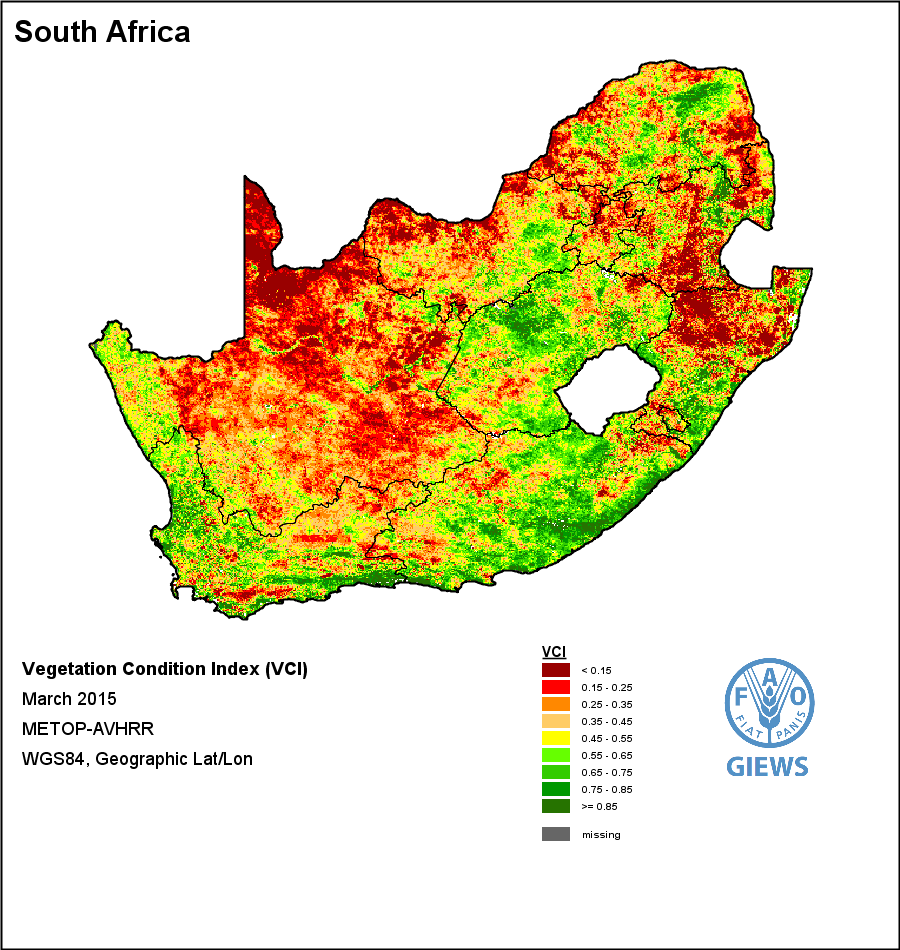 South Africa
Vegetation Condition Index (VCI)
March 2015
METOP-AVHRR
WGS84, Geographic Lat/Lon
VCI
< 0.15
0.15 - 0.25
0.25 - 0.35
0.35 - 0.45
0.45 - 0.55
0.55 - 0.65
0.65 - 0.75
0.75 - 0.85
>= 0.85
missing
F A O
FIAT PANIS
GIEWS